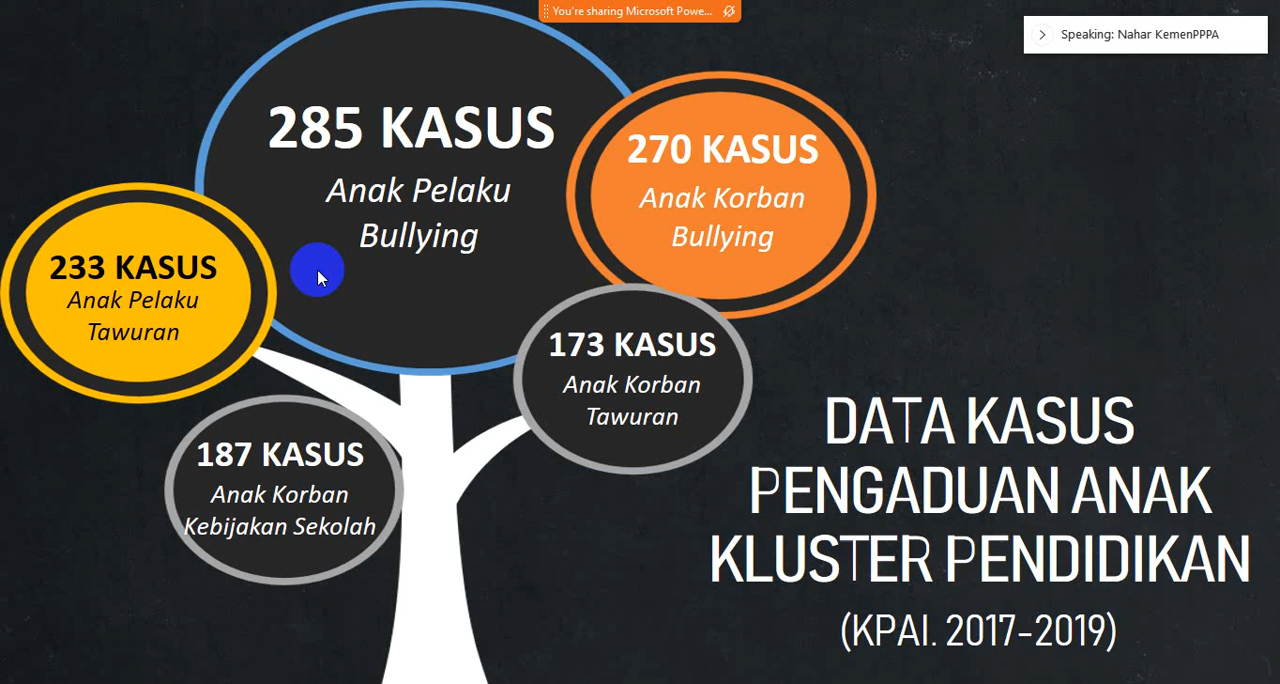 You're sharing Microsoft Powe...
Speaking: Nahar KemenPPPA
285 KASUS
Anak Pelaku
Bullying
270 KASUS
Anak Korban
Bullying
233 KASUS
Anak Pelaku
Tawuran
173 KASUS
Anak Korban
Tawuran
187 KASUS
Anak Korban
Kebijakan Sekolah
DATA KASUS
PENGADUAN ANAK
KLUSTER PENDIDIKAN
(KPAI. 2017-2019)